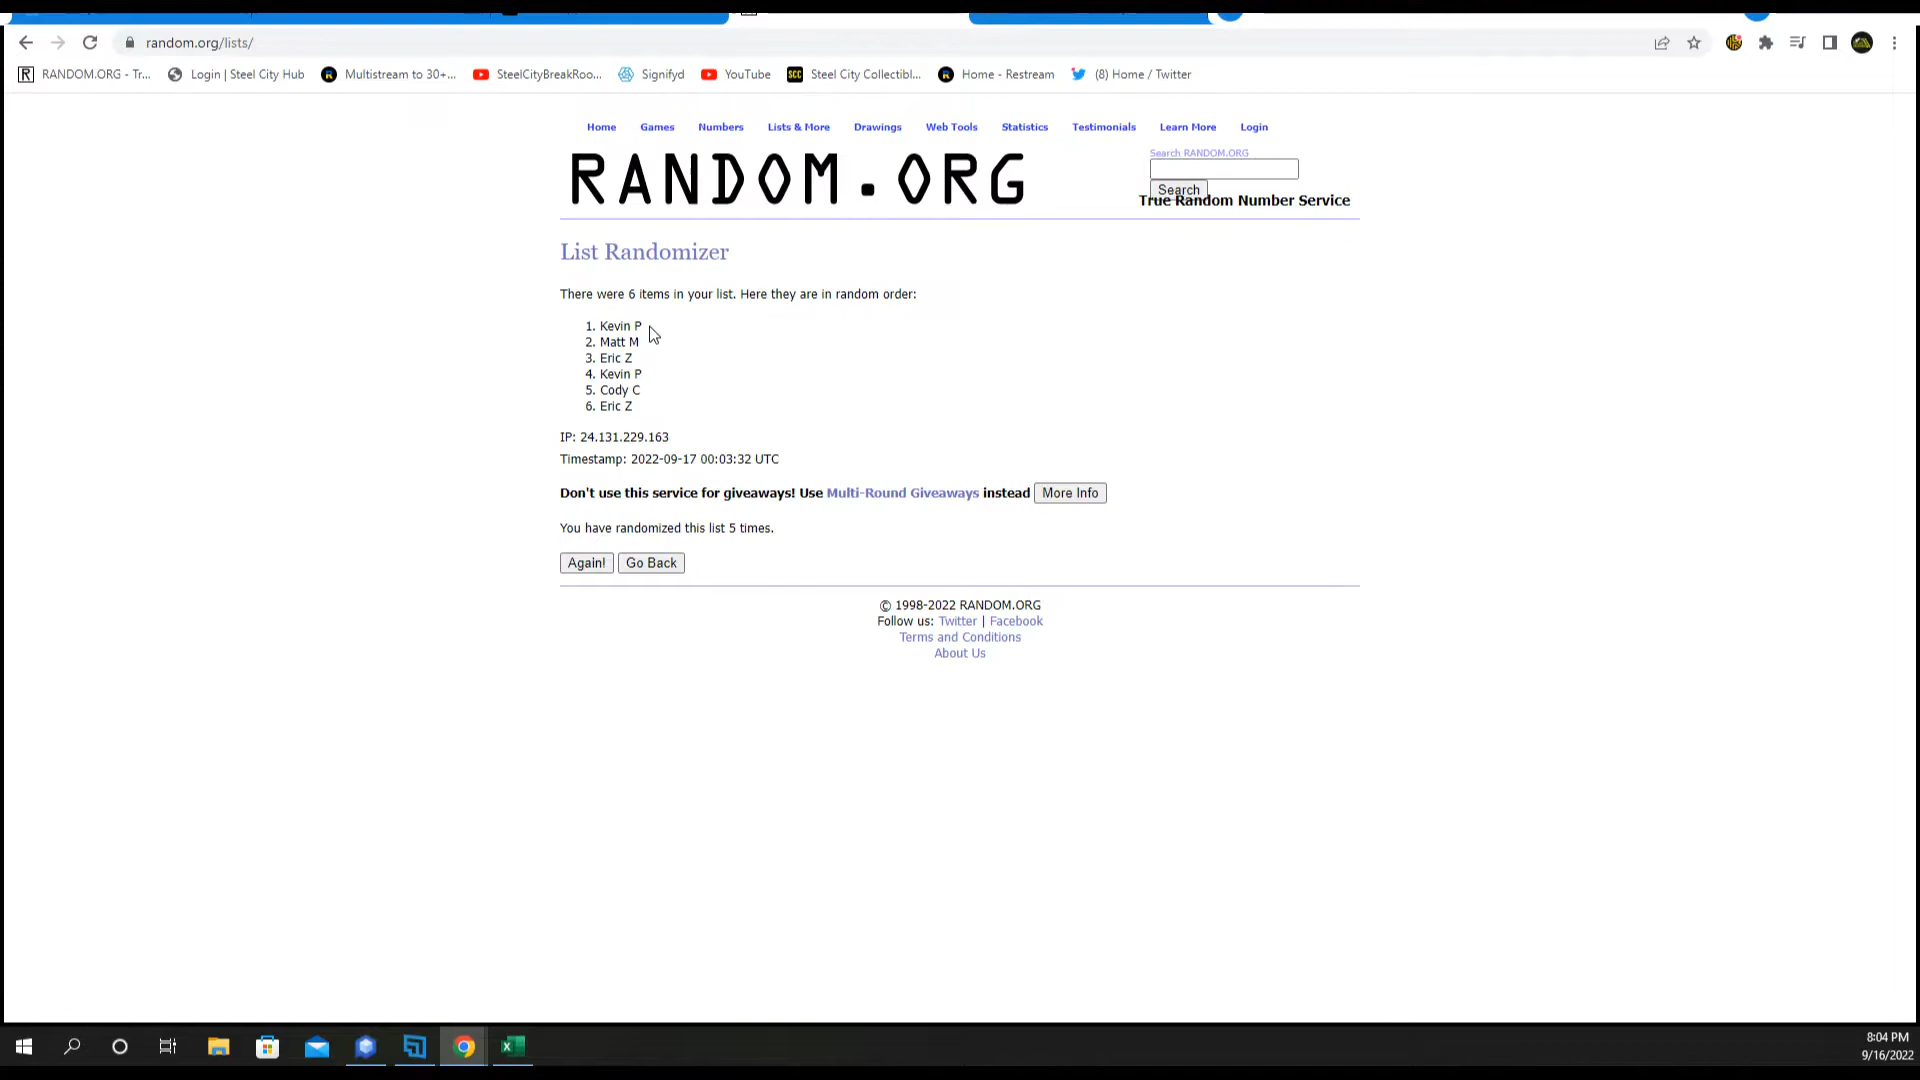 random.org/lists/
RANDOM.ORG - Tr... Login | Steel City Hub Multistream to 30+... SteelCityBreakRoo... Signifyd YouTube SCC Steel City Collectibl... Home - Restream (8) Home / Twitter
Home Games Numbers Lists & More Drawings Web Tools Statistics Testimonials Learn More Login
RANDOM.ORG
Search RANDOM.ORG
Search
True Random Number Service
List Randomizer
There were 6 items in your list. Here they are in random order:
1. Kevin P
2. Matt M
3. Eric Z
4. Kevin P
5. Cody C
6. Eric Z
IP: 24.131.229.163
Timestamp: 2022-09-17 00:03:32 UTC
Don't use this service for giveaways! Use Multi-Round Giveaways instead More Info
You have randomized this list 5 times.
Again! Go Back
© 1998-2022 RANDOM.ORG
Follow us: Twitter | Facebook
Terms and Conditions
About Us
8:04 PM
9/16/2022